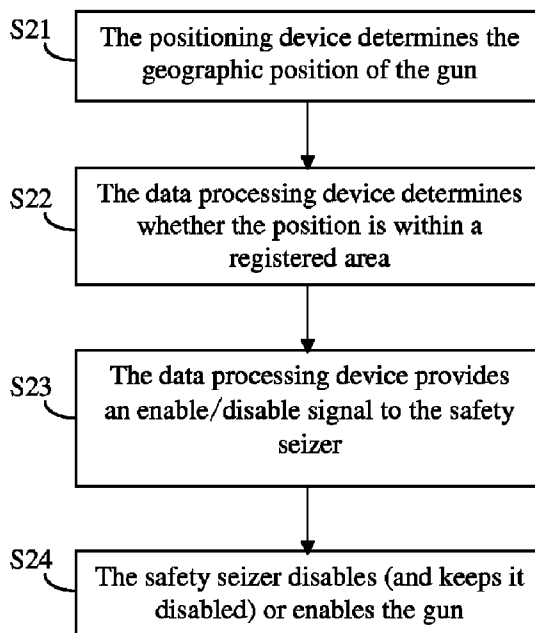 S21
The positioning device determines the
geographic position of the gun
S22
The data processing device determines
whether the position is within a
registered area
S23
The data processing device provides
an enable/disable signal to the safety
seizer
S24
The safety seizer disables (and keeps it
disabled) or enables the gun